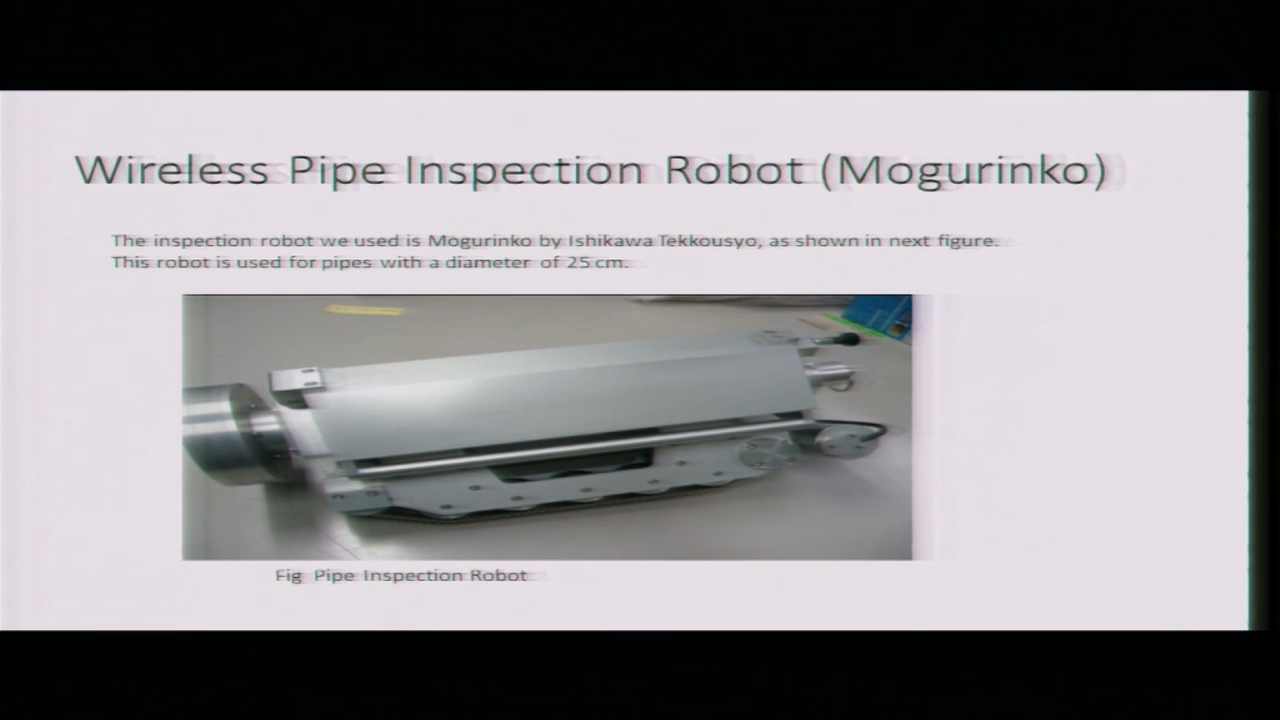 Wireless Pipe Inspection Robot (Mogurinko)
The inspection robot we used is Mogurinko by Ishikawa Tekkousyo, as shown in next figure.
This robot is used for pipes with a diameter of 25 cm.
Fig Pipe Inspection Robot